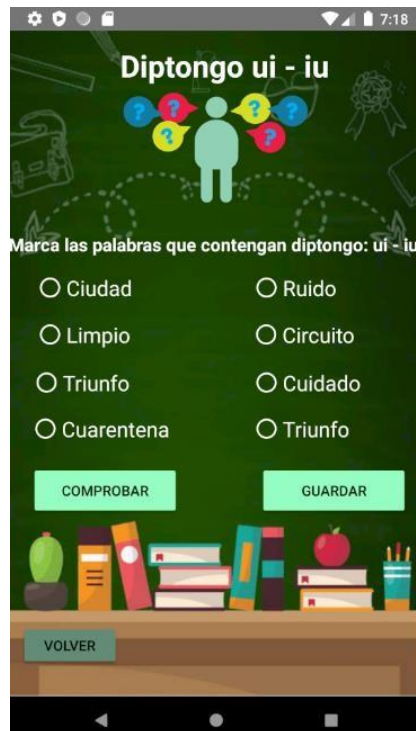 7:18
Diptongo ui - iu
? ? ? ?
? ?
Marca las palabras que contengan diptongo: ui - iu
Ciudad Ruido
Limpio Circuito
Triunfo Cuidado
Cuarentena Triunfo
COMPROBAR GUARDAR
VOLVER